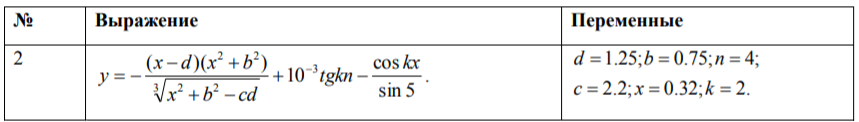 № Выражение Переменные
2 y = −(x−d)(x²+b²)/∛(x²+b²−cd) + 10⁻³tgkn − cos kx/sin 5 . d = 1.25; b = 0.75; n = 4;
c = 2.2; x = 0.32; k = 2.